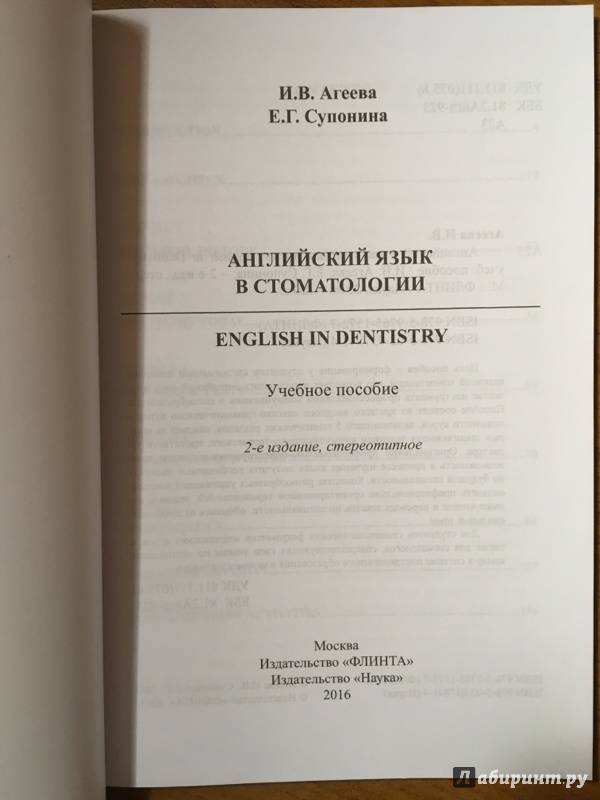 И.В. Агеева
Е.Г. Супонина
АНГЛИЙСКИЙ ЯЗЫК
В СТОМАТОЛОГИИ
ENGLISH IN DENTISTRY
Учебное пособие
2-е издание, стереотипное
Москва
Издательство «ФЛИНТА»
Издательство «Наука»
2016
Лабиринт.ру